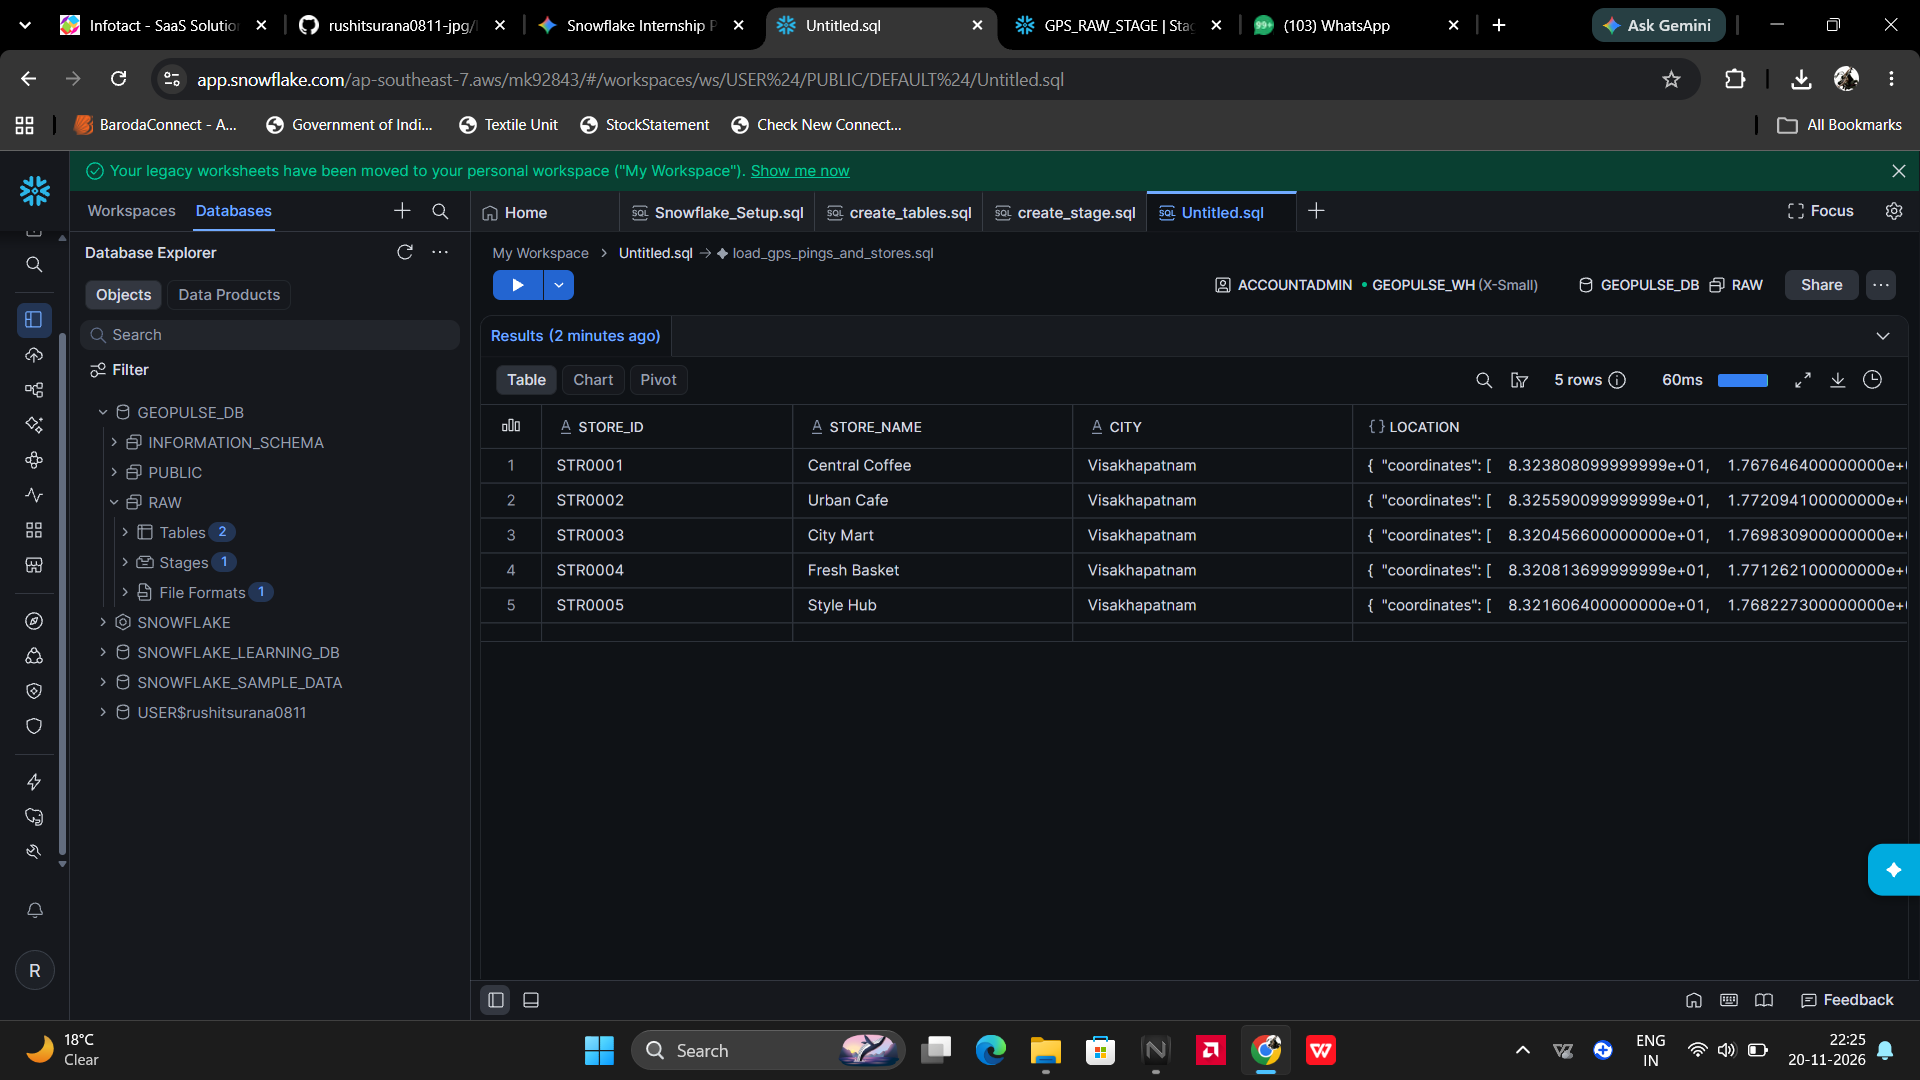 Infotact - SaaS Solution
rushitsurana0811-jpg/
Snowflake Internship P
Untitled.sql
GPS_RAW_STAGE | Stag
99+
(103) WhatsApp
Ask Gemini
app.snowflake.com/ap-southeast-7.aws/mk92843/#/workspaces/ws/USER%24/PUBLIC/DEFAULT%24/Untitled.sql
BarodaConnect - A...
Government of Indi...
Textile Unit
StockStatement
Check New Connect...
All Bookmarks
Your legacy worksheets have been moved to your personal workspace ("My Workspace"). Show me now
Workspaces
Databases
Home
SQL Snowflake_Setup.sql
SQL create_tables.sql
SQL create_stage.sql
SQL Untitled.sql
Focus
Database Explorer
My Workspace > Untitled.sql → load_gps_pings_and_stores.sql
Objects
Data Products
ACCOUNTADMIN • GEOPULSE_WH (X-Small)
GEOPULSE_DB
RAW
Share
Search
Results (2 minutes ago)
Filter
Table
Chart
Pivot
5 rows
60ms
GEOPULSE_DB
INFORMATION_SCHEMA
PUBLIC
RAW
Tables 2
Stages 1
File Formats 1
SNOWFLAKE
SNOWFLAKE_LEARNING_DB
SNOWFLAKE_SAMPLE_DATA
USER$rushitsurana0811
A STORE_ID A STORE_NAME A CITY {} LOCATION
1 STR0001 Central Coffee Visakhapatnam { "coordinates": [ 8.323808099999999e+01, 1.767646400000000e+
2 STR0002 Urban Cafe Visakhapatnam { "coordinates": [ 8.325590099999999e+01, 1.772094100000000e+
3 STR0003 City Mart Visakhapatnam { "coordinates": [ 8.320456600000000e+01, 1.769830900000000e+
4 STR0004 Fresh Basket Visakhapatnam { "coordinates": [ 8.320813699999999e+01, 1.771262100000000e+
5 STR0005 Style Hub Visakhapatnam { "coordinates": [ 8.321606400000000e+01, 1.768227300000000e+
R
Feedback
18°C
Clear
Search
ENG
IN
22:25
20-11-2026